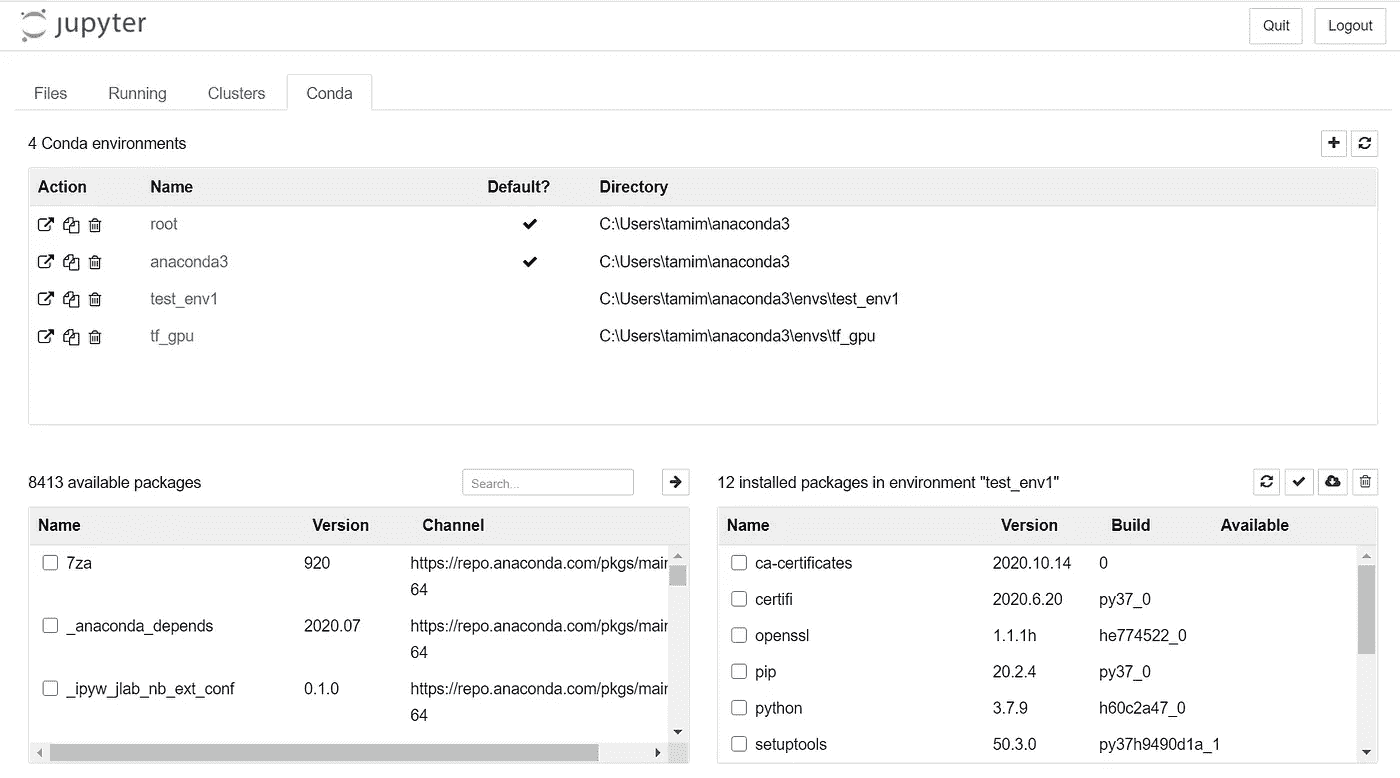 jupyter
Quit Logout
Files Running Clusters Conda
4 Conda environments
Action Name Default? Directory
root C:\Users\tamim\anaconda3
anaconda3 C:\Users\tamim\anaconda3
test_env1 C:\Users\tamim\anaconda3\envs\test_env1
tf_gpu C:\Users\tamim\anaconda3\envs\tf_gpu
8413 available packages Search...
Name Version Channel
7za 920 https://repo.anaconda.com/pkgs/mair
64
_anaconda_depends 2020.07 https://repo.anaconda.com/pkgs/mair
64
_ipyw_jlab_nb_ext_conf 0.1.0 https://repo.anaconda.com/pkgs/mair
64
12 installed packages in environment "test_env1"
Name Version Build Available
ca-certificates 2020.10.14 0
certifi 2020.6.20 py37_0
openssl 1.1.1h he774522_0
pip 20.2.4 py37_0
python 3.7.9 h60c2a47_0
setuptools 50.3.0 py37h9490d1a_1